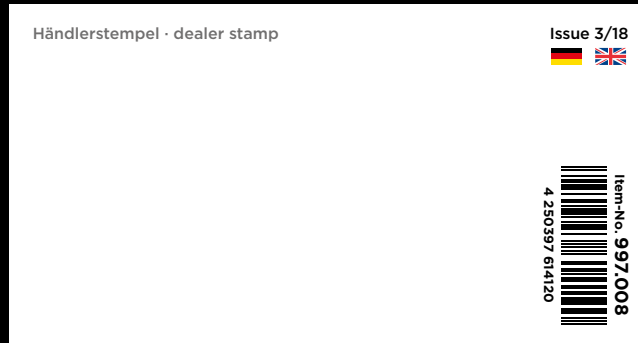 Händlerstempel · dealer stamp
Issue 3/18
Item-No. 997.008
4 250397 614120